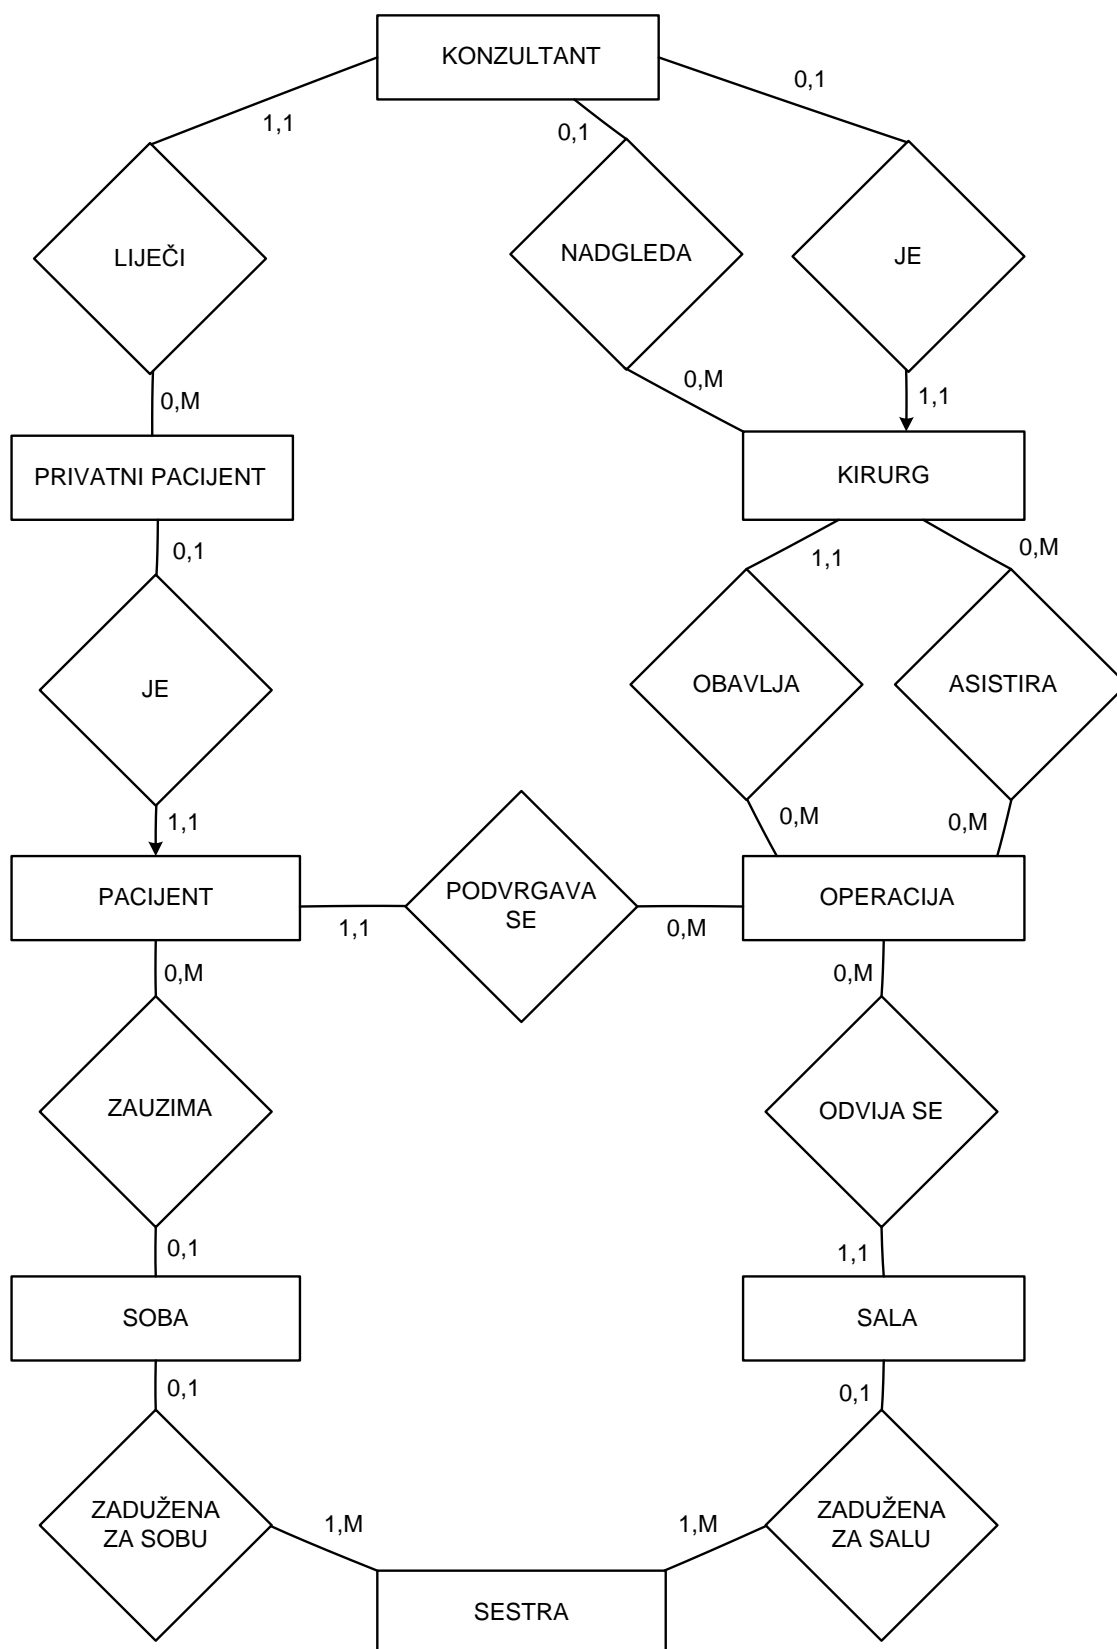 KONZULTANT
0,1
1,1
0,1
LIJEČI
NADGLEDA
JE
0,M
0,M
1,1
PRIVATNI PACIJENT
KIRURG
0,1
1,1
0,M
JE
OBAVLJA
ASISTIRA
1,1
0,M
0,M
PACIJENT
PODVRGAVA
SE
OPERACIJA
1,1
0,M
0,M
0,M
ZAUZIMA
ODVIJA SE
0,1
1,1
SOBA
SALA
0,1
0,1
ZADUŽENA
ZA SOBU
ZADUŽENA
ZA SALU
1,M
1,M
SESTRA